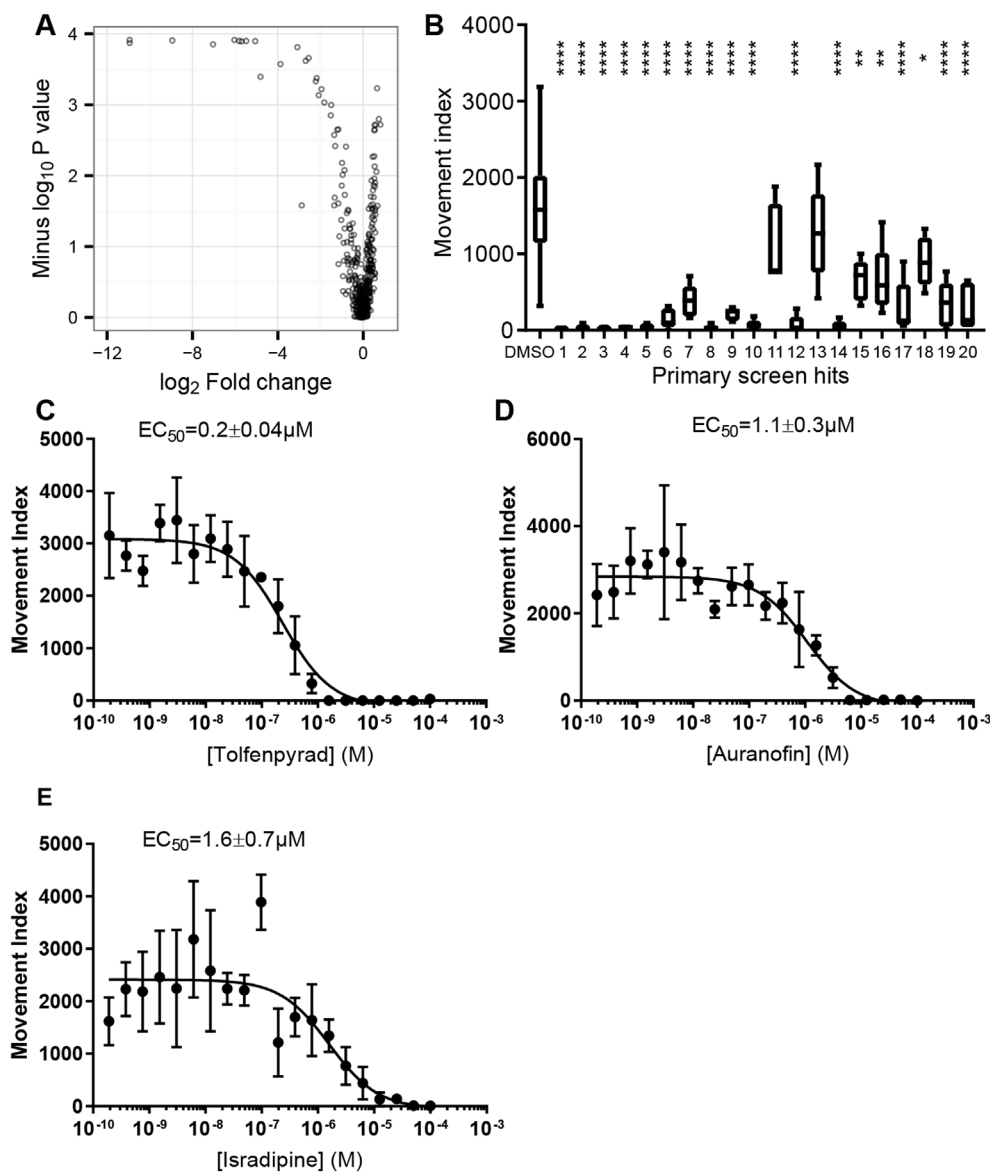 A
4
3
2
1
0
Minus log10 P value
−12
−8
−4
0
log2 Fold change
B
4000
3000
2000
1000
0
Movement index
**** **** **** **** **** **** **** **** **** **** **** **** ** ** **** * **** ****
DMSO 1 2 3 4 5 6 7 8 9 10 11 12 13 14 15 16 17 18 19 20
Primary screen hits
C
EC50=0.2±0.04µM
5000
4000
3000
2000
1000
0
Movement Index
10-10 10-9 10-8 10-7 10-6 10-5 10-4 10-3
[Tolfenpyrad] (M)
D
EC50=1.1±0.3µM
6000
4000
2000
0
Movement Index
10-10 10-9 10-8 10-7 10-6 10-5 10-4 10-3
[Auranofin] (M)
E
EC50=1.6±0.7µM
5000
4000
3000
2000
1000
0
Movement Index
10-10 10-9 10-8 10-7 10-6 10-5 10-4 10-3
[Isradipine] (M)